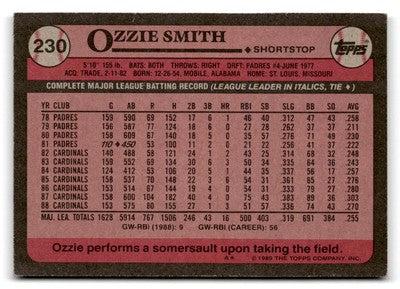 230
OZZIE SMITH
SHORTSTOP
Topps
5'10" 155 lb. BATS: BOTH THROWS: RIGHT DRFT: PADRES #4-JUNE 1977
ACQ: TRADE, 2-11-82 BORN: 12-26-54, MOBILE, ALABAMA HOME: ST. LOUIS, MISSOURI
COMPLETE MAJOR LEAGUE BATTING RECORD (LEAGUE LEADER IN ITALICS, TIE ♦)
YR CLUB G AB R H 2B 3B HR RBI SB SLG BB SO AVG
78 PADRES 159 590 69 152 17 6 1 46 40 .312 47 43 .258
79 PADRES 156 587 77 124 18 6 0 27 28 .262 37 37 .211
80 PADRES 158 609 71 140 18 5 0 35 57 .276 71 49 .230
81 PADRES 110♦ 450 53 100 11 2 0 21 22 .256 41 37 .222
82 CARDINALS 140 488 58 121 24 1 2 43 25 .314 68 32 .248
83 CARDINALS 159 552 69 134 30 6 3 50 34 .335 64 36 .243
84 CARDINALS 124 412 53 106 20 5 1 44 35 .337 56 17 .257
85 CARDINALS 158 537 70 148 22 3 6 54 31 .361 65 27 .276
86 CARDINALS 153 514 67 144 19 4 0 54 31 .333 79 27 .280
87 CARDINALS 158 600 104 182 40 4 0 75 43 .383 89 36 .303
88 CARDINALS 153 575 80 155 27 1 3 51 57 .336 74 43 .270
MAJ. LEA. TOTALS 1628 5914 771 1506 246 43 16 500 403 .319 691 384 .255
GW-RBI (1988): 9 GW-RBI (CAREER): 56
Ozzie performs a somersault upon taking the field.
A* © 1989 THE TOPPS COMPANY, INC.